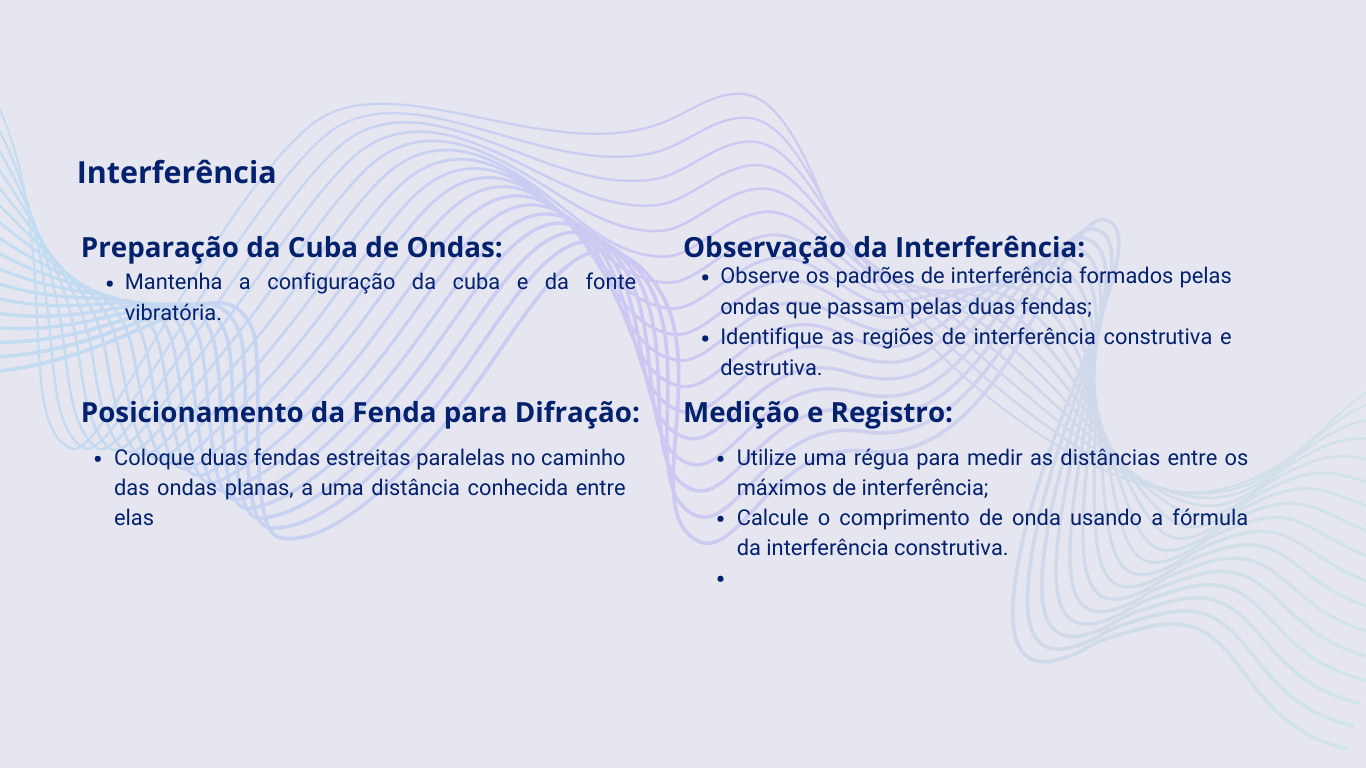 Interferência
Preparação da Cuba de Ondas:
• Mantenha a configuração da cuba e da fonte
vibratória.
Posicionamento da Fenda para Difração:
• Coloque duas fendas estreitas paralelas no caminho
das ondas planas, a uma distância conhecida entre
elas
Observação da Interferência:
• Observe os padrões de interferência formados pelas
ondas que passam pelas duas fendas;
• Identifique as regiões de interferência construtiva e
destrutiva.
Medição e Registro:
• Utilize uma régua para medir as distâncias entre os
máximos de interferência;
• Calcule o comprimento de onda usando a fórmula
da interferência construtiva.
•